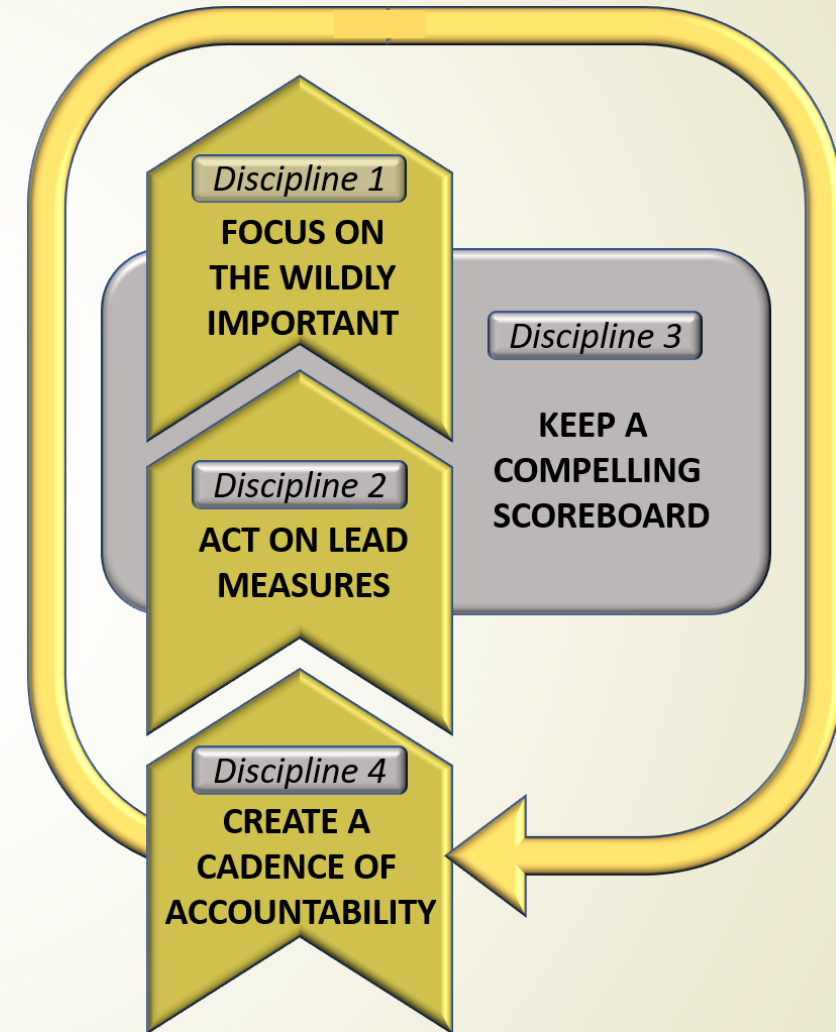 Discipline 1
FOCUS ON
THE WILDLY
IMPORTANT
Discipline 2
ACT ON LEAD
MEASURES
Discipline 3
KEEP A
COMPELLING
SCOREBOARD
Discipline 4
CREATE A
CADENCE OF
ACCOUNTABILITY